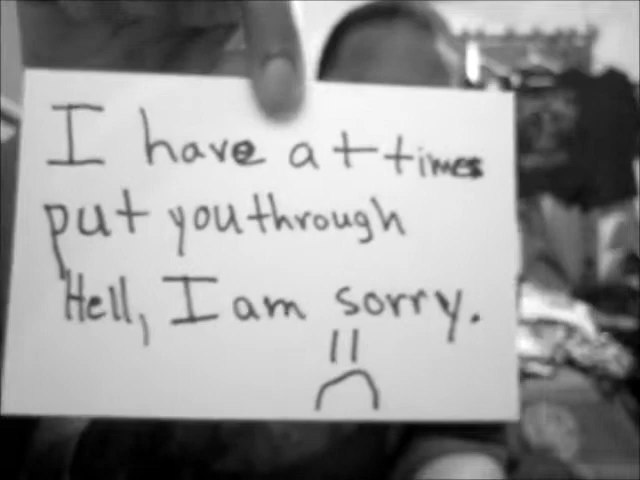 I have at times
put you through
Hell, I am sorry.